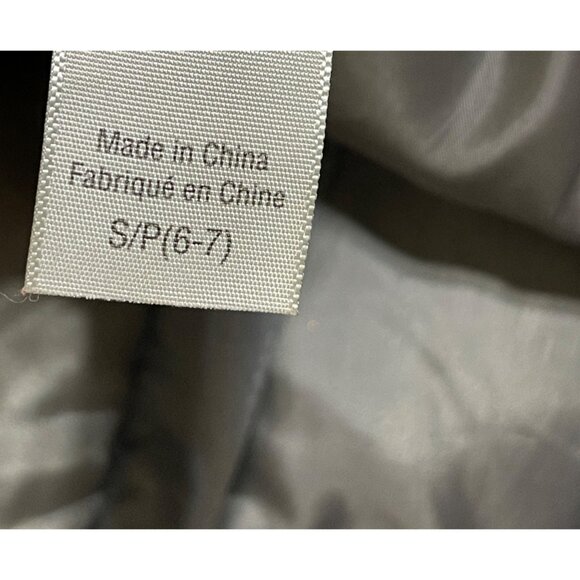 Made in China
Fabriqué en Chine
S/P(6-7)